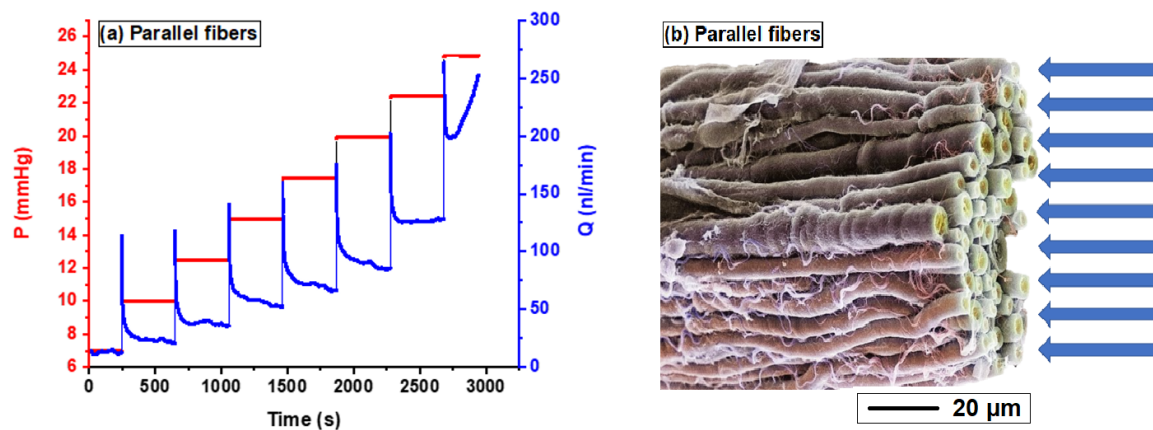 (a) Parallel fibers
P (mmHg)
26
24
22
20
18
16
14
12
10
8
6
300
250
200
150
100
50
0
Q (nl/min)
0 500 1000 1500 2000 2500 3000
Time (s)
(b) Parallel fibers
20 µm